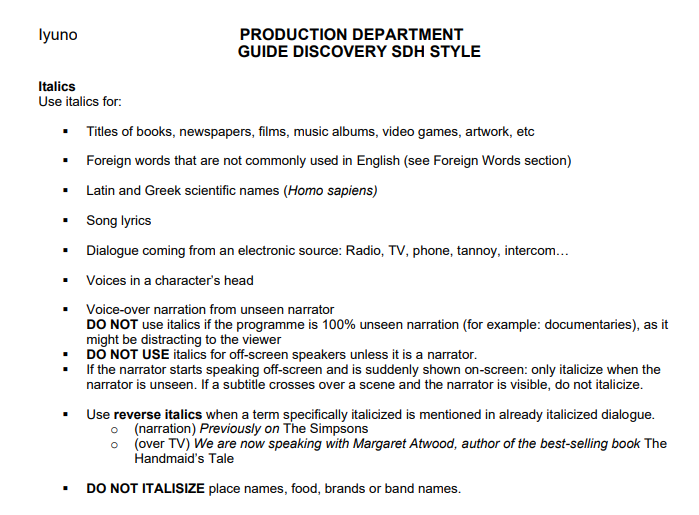 Iyuno
PRODUCTION DEPARTMENT
GUIDE DISCOVERY SDH STYLE
Italics
Use italics for:
▪ Titles of books, newspapers, films, music albums, video games, artwork, etc
▪ Foreign words that are not commonly used in English (see Foreign Words section)
▪ Latin and Greek scientific names (Homo sapiens)
▪ Song lyrics
▪ Dialogue coming from an electronic source: Radio, TV, phone, tannoy, intercom…
▪ Voices in a character’s head
▪ Voice-over narration from unseen narrator
DO NOT use italics if the programme is 100% unseen narration (for example: documentaries), as it
might be distracting to the viewer
▪ DO NOT USE italics for off-screen speakers unless it is a narrator.
▪ If the narrator starts speaking off-screen and is suddenly shown on-screen: only italicize when the
narrator is unseen. If a subtitle crosses over a scene and the narrator is visible, do not italicize.
▪ Use reverse italics when a term specifically italicized is mentioned in already italicized dialogue.
o (narration) Previously on The Simpsons
o (over TV) We are now speaking with Margaret Atwood, author of the best-selling book The
Handmaid’s Tale
▪ DO NOT ITALISIZE place names, food, brands or band names.